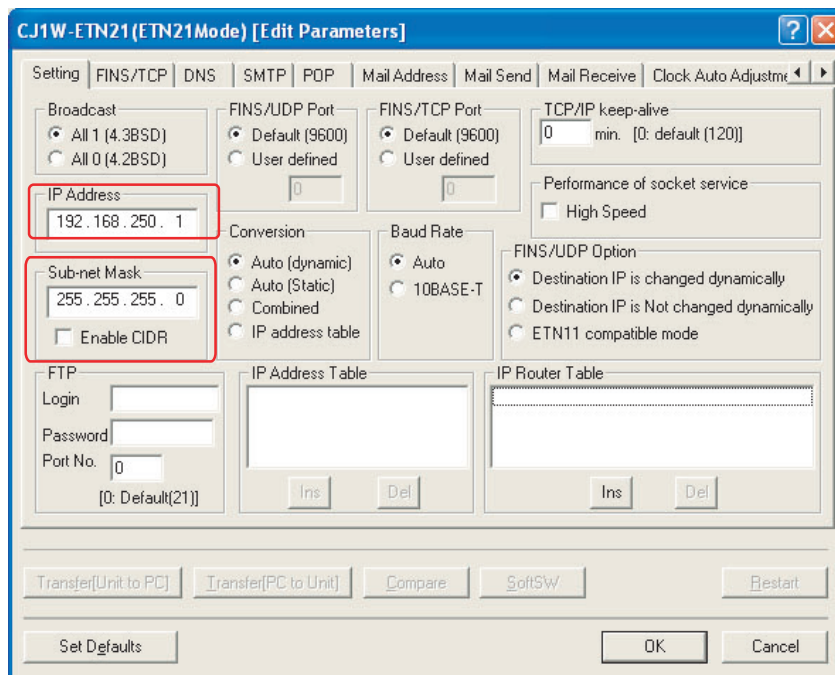 CJ1W-ETN21(ETN21Mode) [Edit Parameters]
Setting
FINS/TCP
DNS
SMTP
POP
Mail Address
Mail Send
Mail Receive
Clock Auto Adjustme
Broadcast
All 1 (4.3BSD)
All 0 (4.2BSD)
IP Address
192.168.250. 1
Sub-net Mask
255.255.255. 0
Enable CIDR
FINS/UDP Port
Default (9600)
User defined
0
FINS/TCP Port
Default (9600)
User defined
0
TCP/IP keep-alive
0 min. [0: default (120)]
Performance of socket service
High Speed
Conversion
Auto (dynamic)
Auto (Static)
Combined
IP address table
Baud Rate
Auto
10BASE-T
FINS/UDP Option
Destination IP is changed dynamically
Destination IP is Not changed dynamically
ETN11 compatible mode
FTP
Login
Password
Port No. 0
[0: Default(21)]
IP Address Table
Ins
Del
IP Router Table
Ins
Del
Transfer[Unit to PC]
Transfer[PC to Unit]
Compare
SoftSW
Restart
Set Defaults
OK
Cancel